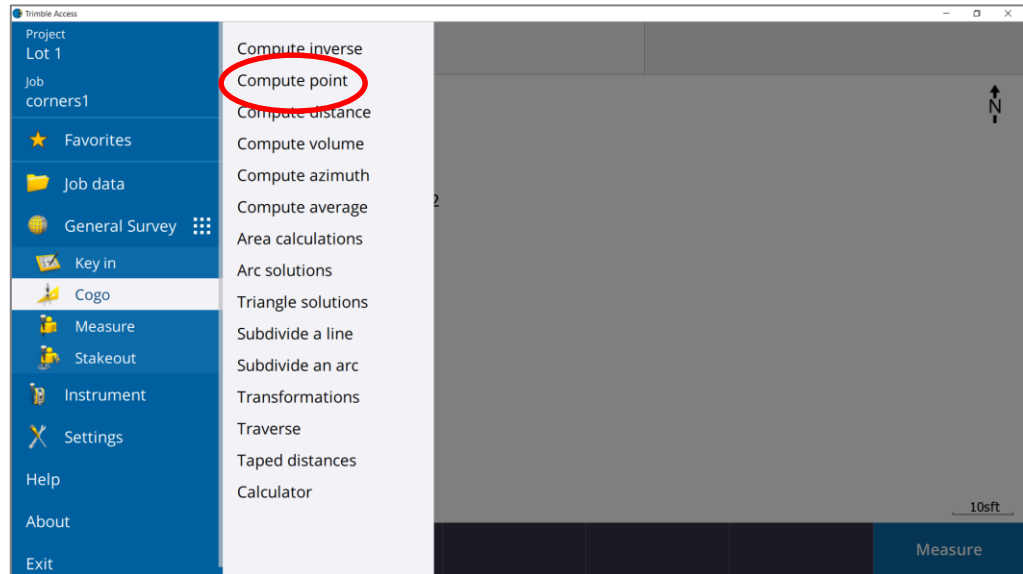 Trimble Access
Project
Lot 1
Job
corners1
Favorites
Job data
General Survey
Key in
Cogo
Measure
Stakeout
Instrument
Settings
Help
About
Exit
Compute inverse
Compute point
Compute distance
Compute volume
Compute azimuth
Compute average
Area calculations
Arc solutions
Triangle solutions
Subdivide a line
Subdivide an arc
Transformations
Traverse
Taped distances
Calculator
2
N
10sft
Measure